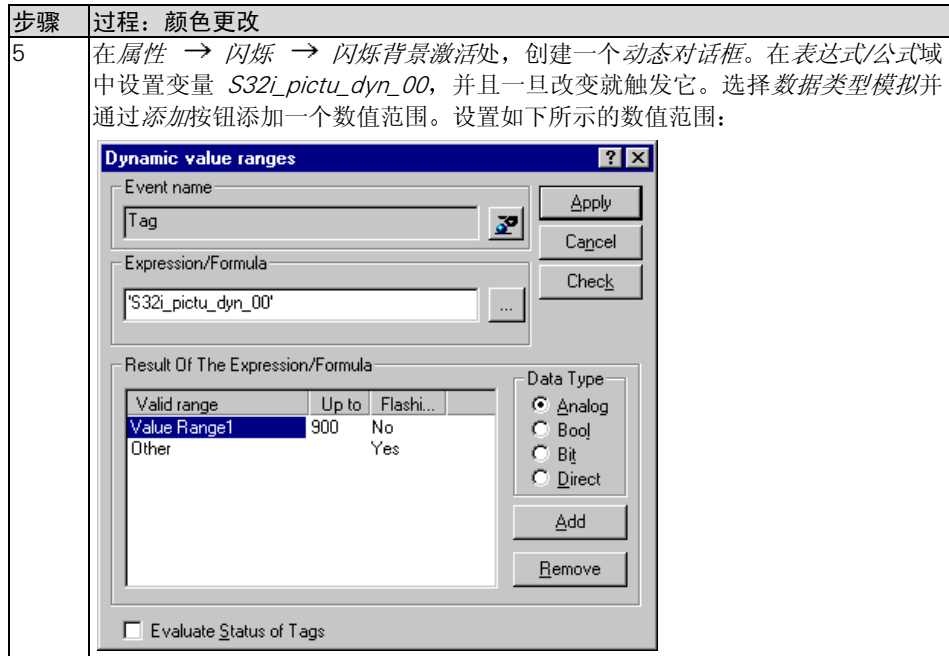 步骤 过程：颜色更改
5 在属性 → 闪烁 → 闪烁背景激活处，创建一个动态对话框。在表达式/公式域
中设置变量 S32i_pictu_dyn_00，并且一旦改变就触发它。选择数据类型模拟并
通过添加按钮添加一个数值范围。设置如下所示的数值范围：
Dynamic value ranges
Event name
Tag
Apply
Cancel
Expression/Formula
Check
'S32i_pictu_dyn_00'
...
Result Of The Expression/Formula
Data Type
Valid range Up to Flashi...
Analog
Value Range1 900 No
Bool
Other Yes
Bit
Direct
Add
Remove
Evaluate Status of Tags